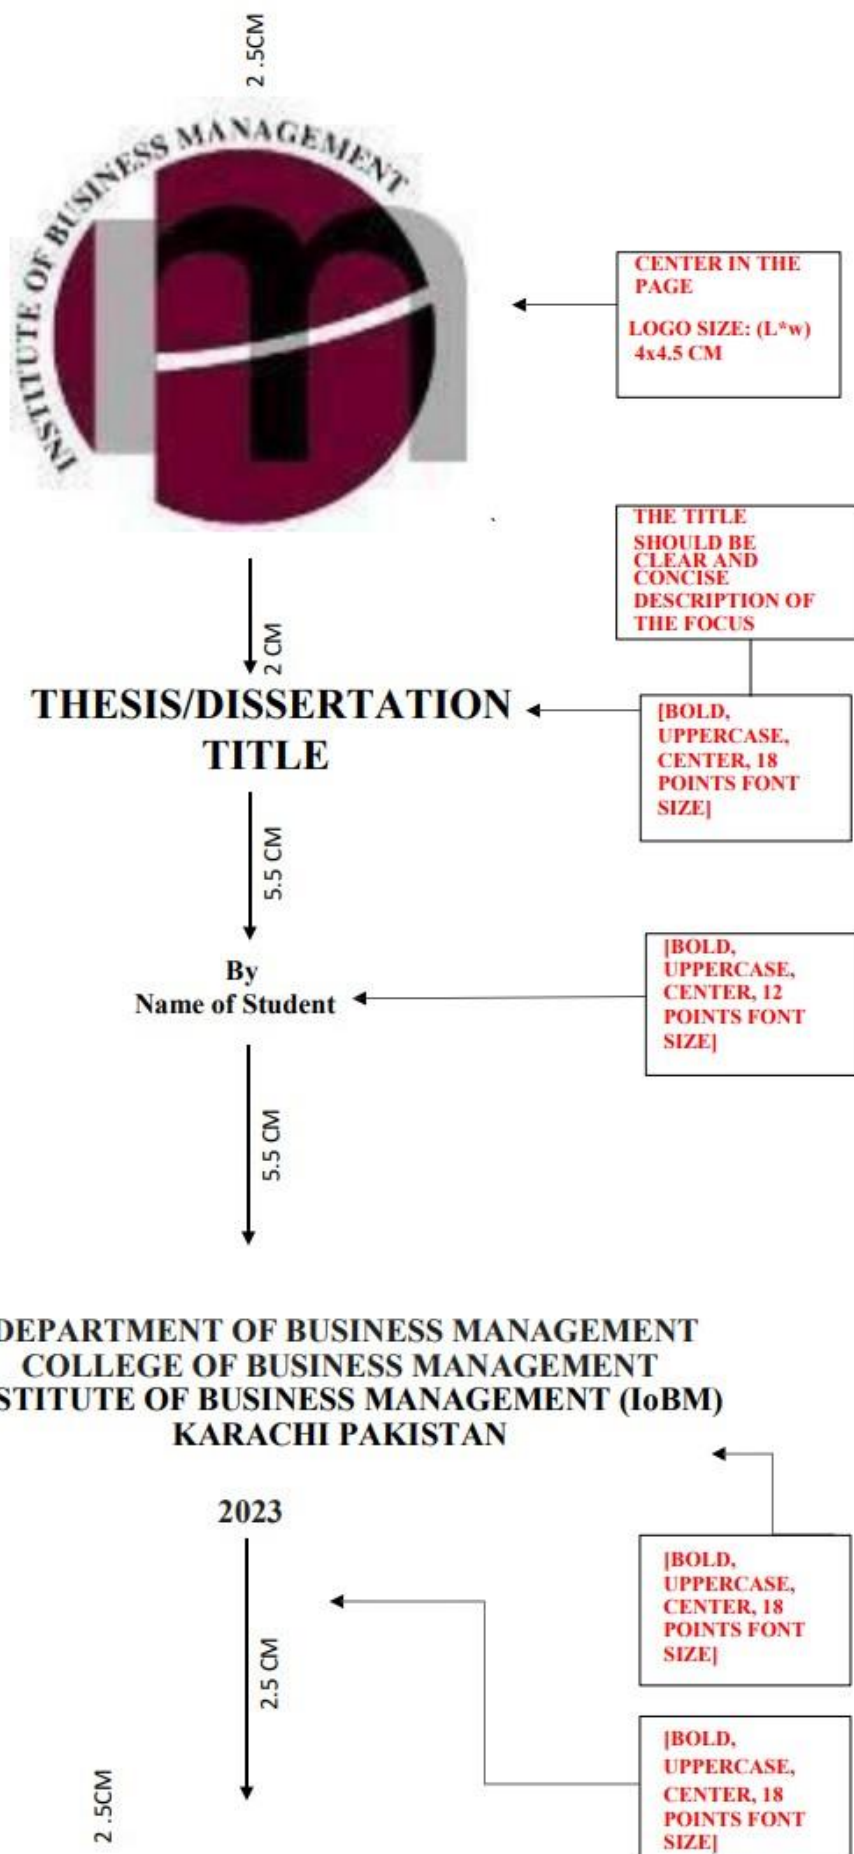 2 .5CM
INSTITUTE OF BUSINESS MANAGEMENT
CENTER IN THE
PAGE
LOGO SIZE: (L*w)
4x4.5 CM
THE TITLE
SHOULD BE
CLEAR AND
CONCISE
DESCRIPTION OF
THE FOCUS
2 CM
THESIS/DISSERTATION
TITLE
[BOLD,
UPPERCASE,
CENTER, 18
POINTS FONT
SIZE]
5.5 CM
By
Name of Student
[BOLD,
UPPERCASE,
CENTER, 12
POINTS FONT
SIZE]
5.5 CM
DEPARTMENT OF BUSINESS MANAGEMENT
COLLEGE OF BUSINESS MANAGEMENT
STITUTE OF BUSINESS MANAGEMENT (IoBM)
KARACHI PAKISTAN
2023
[BOLD,
UPPERCASE,
CENTER, 18
POINTS FONT
SIZE]
2.5 CM
[BOLD,
UPPERCASE,
CENTER, 18
POINTS FONT
SIZE]
2 .5CM